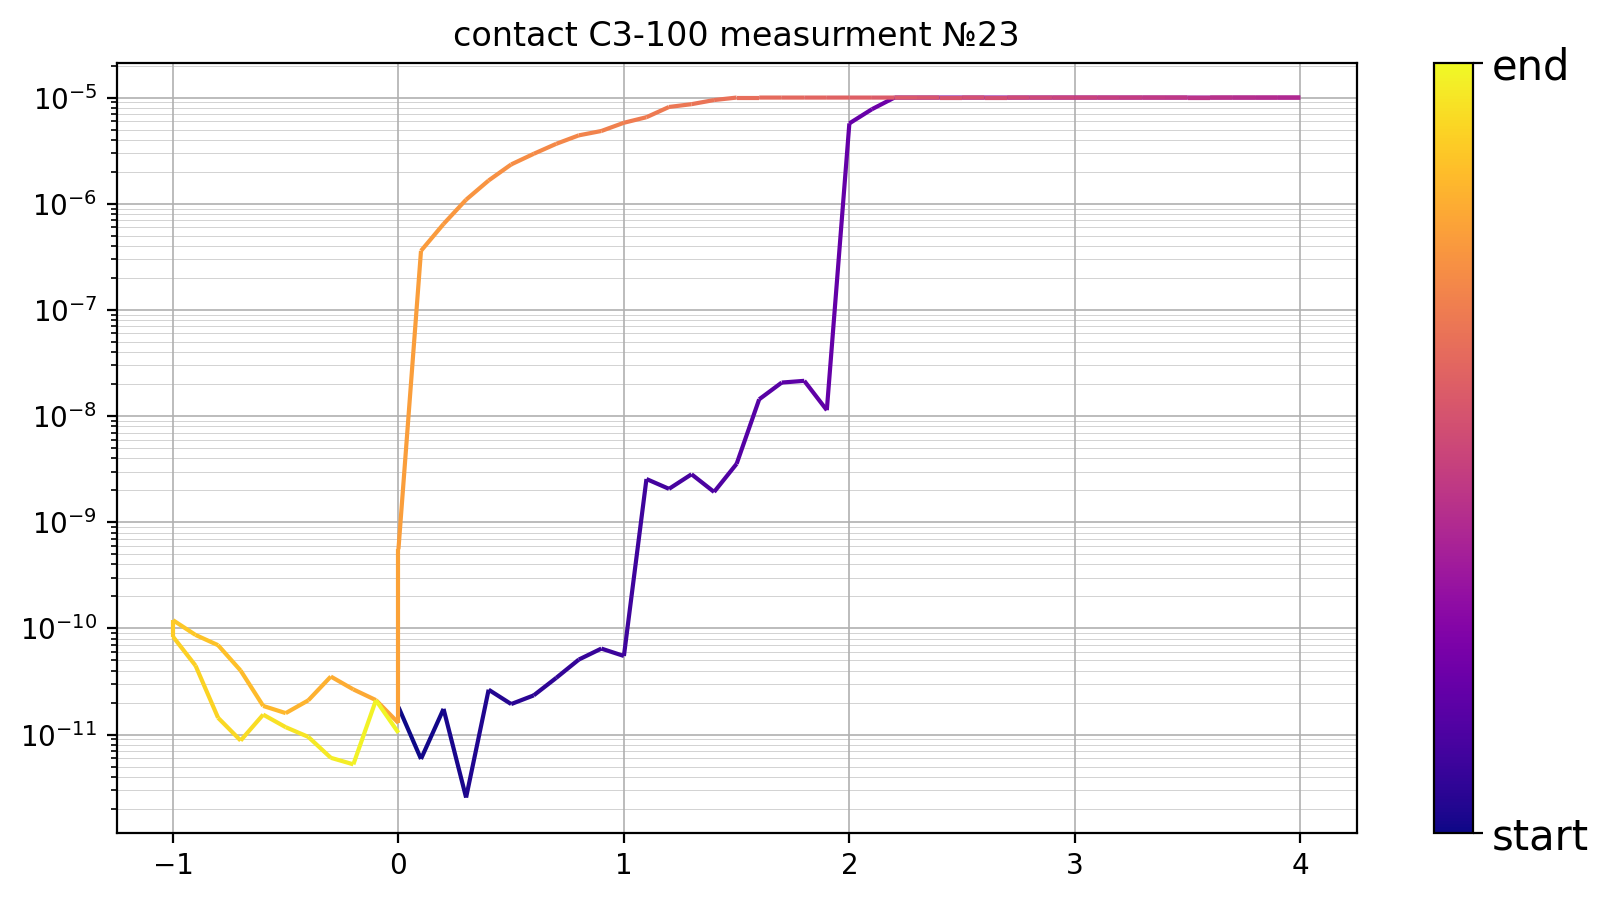 contact C3-100 measurment №23
10⁻⁵
10⁻⁶
10⁻⁷
10⁻⁸
10⁻⁹
10⁻¹⁰
10⁻¹¹
−1 0 1 2 3 4
end
start